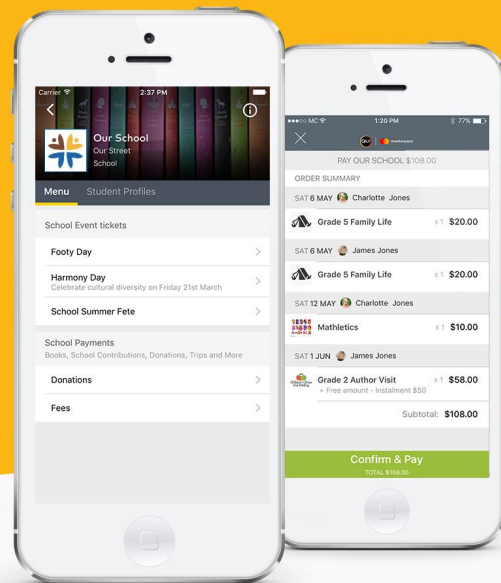 Carrier 2:37 PM
Our School
Our Street
School
Menu Student Profiles
School Event tickets
Footy Day
Harmony Day
Celebrate cultural diversity on Friday 21st March
School Summer Fete
School Payments
Books, School Contributions, Donations, Trips and More
Donations
Fees
MC 1:20 PM 77%
Qkr! masterpass
PAY OUR SCHOOL $108.00
ORDER SUMMARY
SAT 6 MAY Charlotte Jones
Grade 5 Family Life x 1 $20.00
SAT 6 MAY James Jones
Grade 5 Family Life x 1 $20.00
SAT 12 MAY Charlotte Jones
Mathletics x 1 $10.00
SAT 1 JUN James Jones
Grade 2 Author Visit x 1 $58.00
+ Free amount - Instalment $50
Subtotal: $108.00
Confirm & Pay
TOTAL $108.00